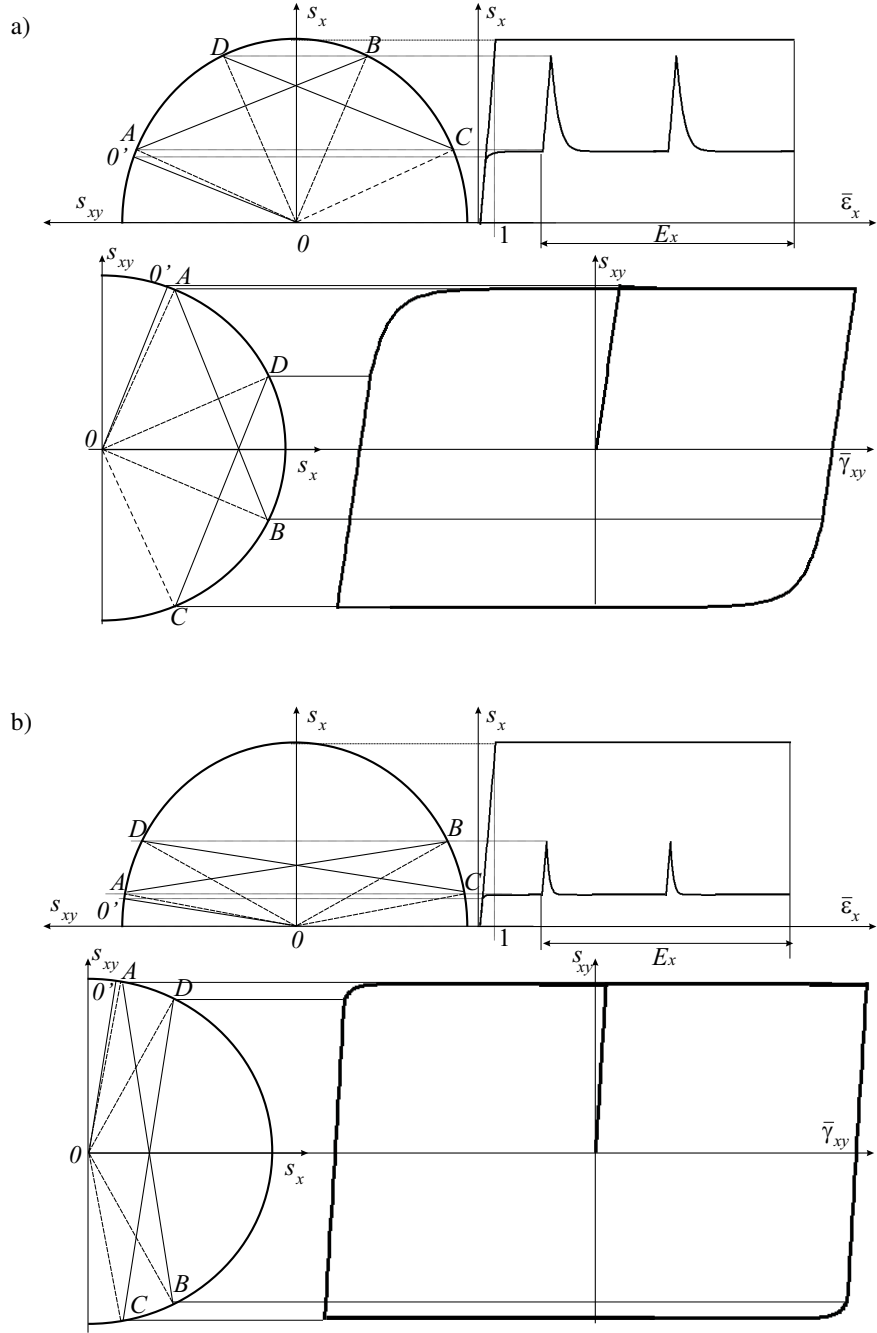 a)
s_x s_x
D B
A C
0'
s_xy ε̄_x
0 1 E_x
s_xy s_xy
0' A
D
0 s_x γ̄_xy
B
C
b)
s_x s_x
D B
A C
0'
s_xy ε̄_x
0 1 E_x
s_xy s_xy
0' A D
0 s_x γ̄_xy
B
C